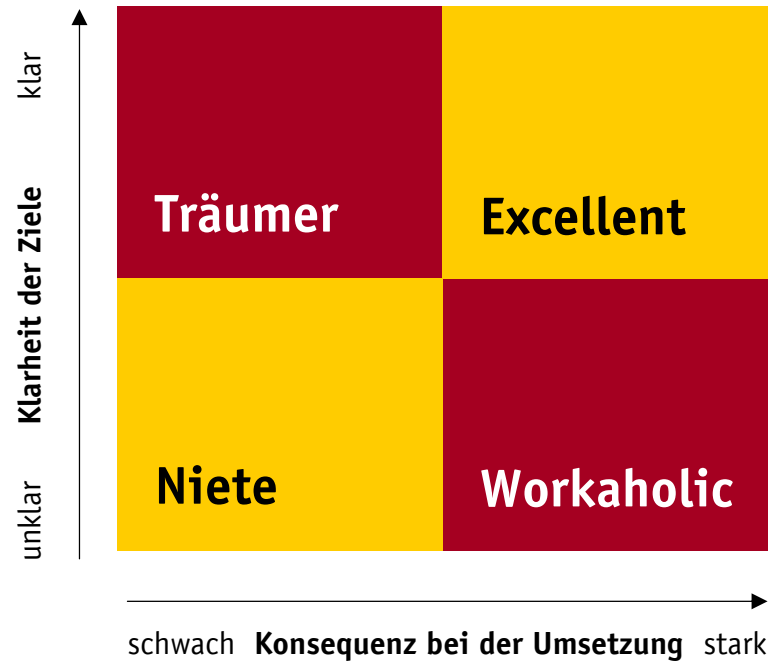 klar
Klarheit der Ziele
unklar
Träumer
Excellent
Niete
Workaholic
schwach Konsequenz bei der Umsetzung stark